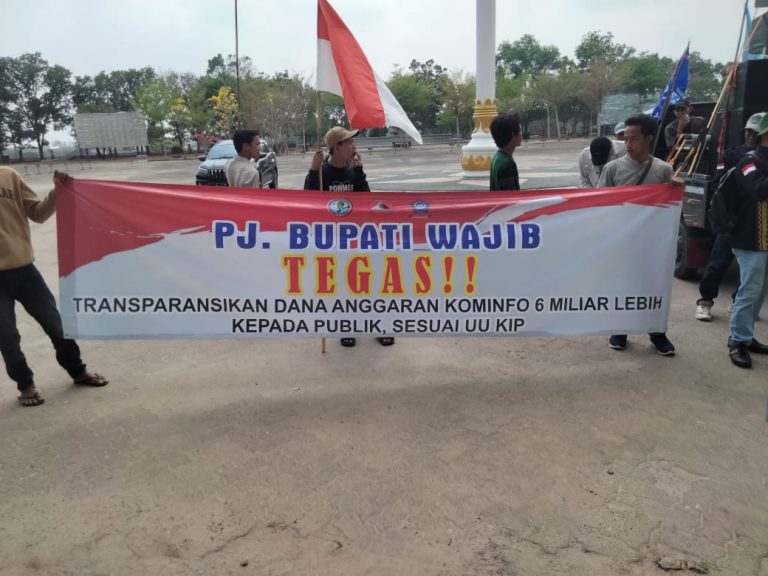 PJ. BUPATI WAJIB
TEGAS!!
TRANSPARANSIKAN DANA ANGGARAN KOMINFO 6 MILIAR LEBIH
KEPADA PUBLIK, SESUAI UU KIP